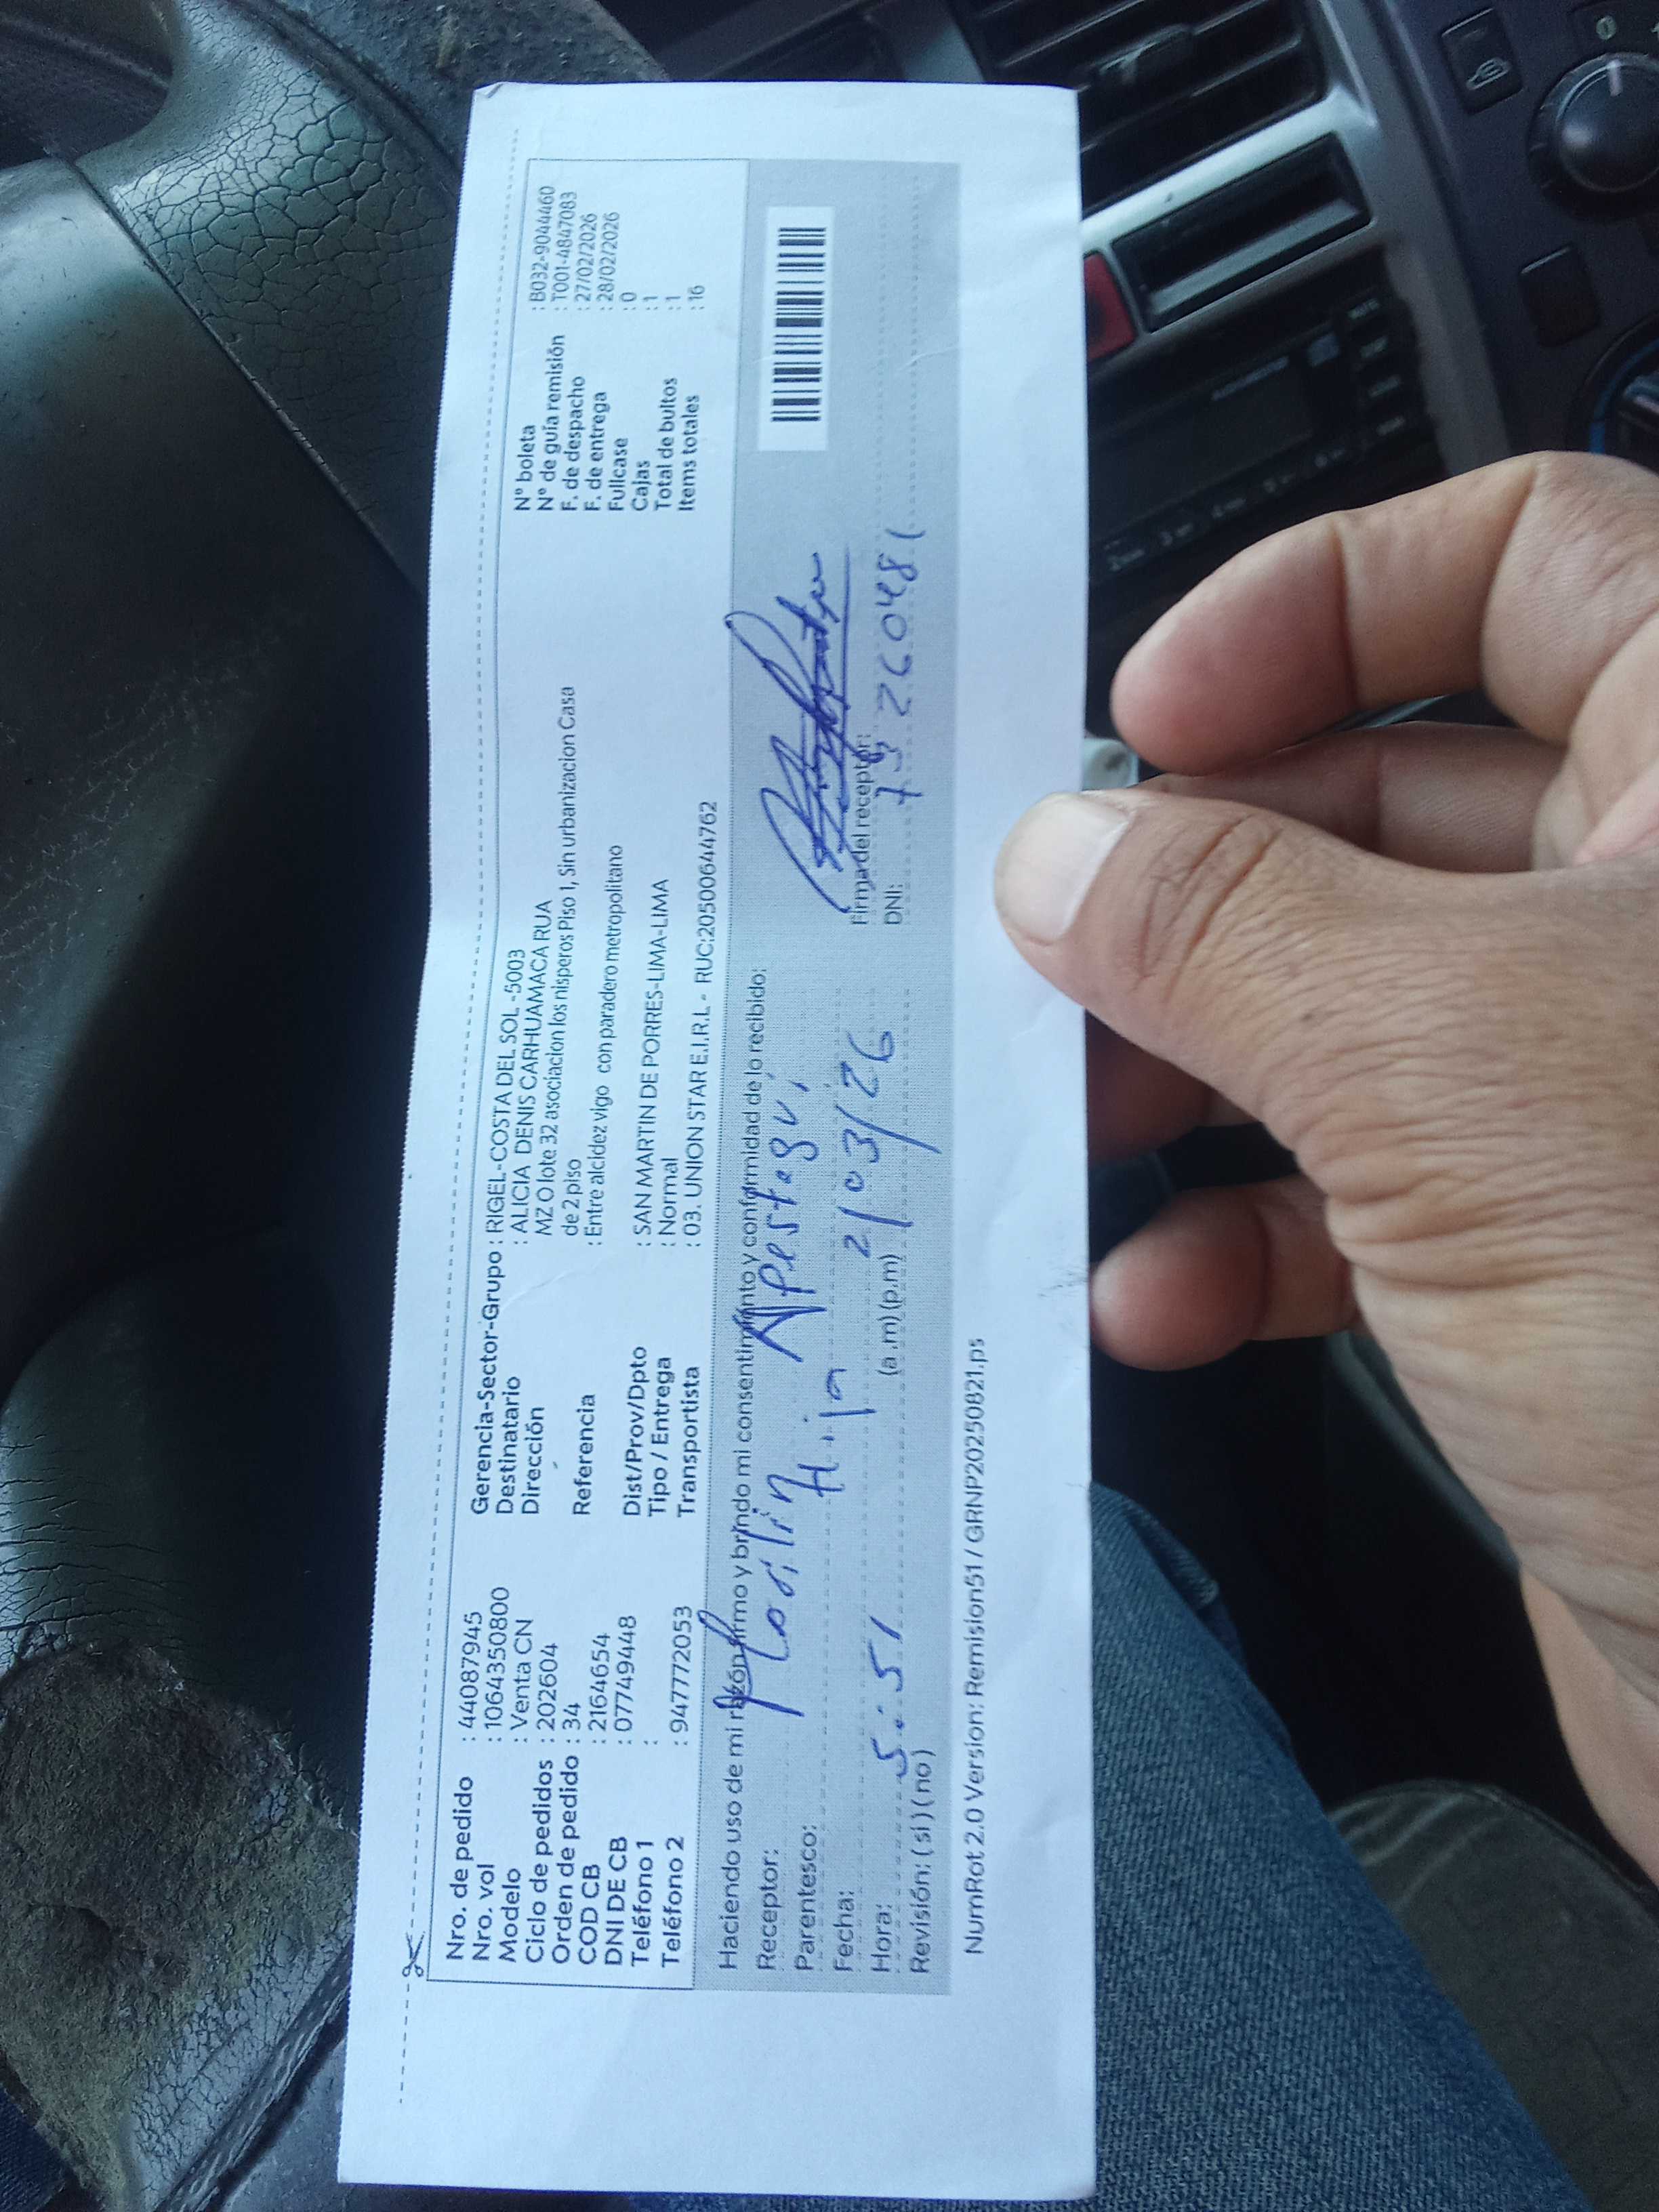 Nro. de pedido : 44087945
Nro. vol : 1064350800
Modelo : Venta CN
Ciclo de pedidos : 202604
Orden de pedido : 34
COD CB : 2164654
DNI DE CB : 07749448
Teléfono 1 :
Teléfono 2 : 947772053
Gerencia-Sector-Grupo : RIGEL-COSTA DEL SOL -5003
Destinatario : ALICIA DENIS CARHUAMACA RUA
Dirección MZ O lote 32 asociacion los nisperos Piso 1, Sin urbanizacion Casa
de 2 piso
Referencia : Entre alcidez vigo con paradero metropolitano
Dist/Prov/Dpto : SAN MARTIN DE PORRES-LIMA-LIMA
Tipo / Entrega : Normal
Transportista : 03. UNION STAR E.I.R.L - RUC:20500644762
N° boleta : B032-9044460
N° de guía remisión : T001-4847083
F. de despacho : 27/02/2026
F. de entrega : 28/02/2026
Fullcase : 0
Cajas : 1
Total de bultos : 1
Items totales : 16
Haciendo uso de mi razón firmo y brindo mi consentimiento y conformidad de lo recibido:
Receptor: Apestegui
Parentesco: Hija
Fecha: 2/03/26
Hora: 5:51 (a.m) (p.m)
Revisión: ( si ) ( no )
Firma del receptor:
DNI: 73260481
NumRot 2.0 Version: Remision51 / GRNP20250821.ps